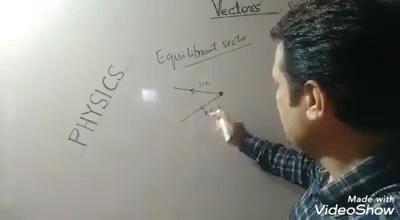 Vectors
Equilibrant vector
PHYSICS
Made with
VideoShow